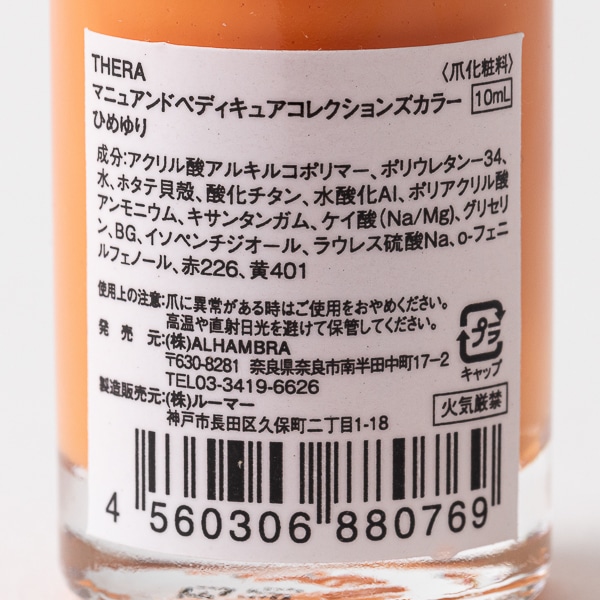 THERA 〈爪化粧料〉
マニュアンドペディキュアコレクションズカラー 10mL
ひめゆり
成分:アクリル酸アルキルコポリマー、ポリウレタン-34、
水、ホタテ貝殻、酸化チタン、水酸化Al、ポリアクリル酸
アンモニウム、キサンタンガム、ケイ酸(Na/Mg)、グリセリ
ン、BG、イソペンチジオール、ラウレス硫酸Na、o-フェニ
ルフェノール、赤226、黄401
使用上の注意:爪に異常がある時はご使用をおやめください。
高温や直射日光を避けて保管してください。
発売元:(株)ALHAMBRA
〒630-8281 奈良県奈良市南半田中町17-2
TEL03-3419-6626
製造販売元:(株)ルーマー
神戸市長田区久保町二丁目1-18
プラ
キャップ
火気厳禁
4 560306 880769